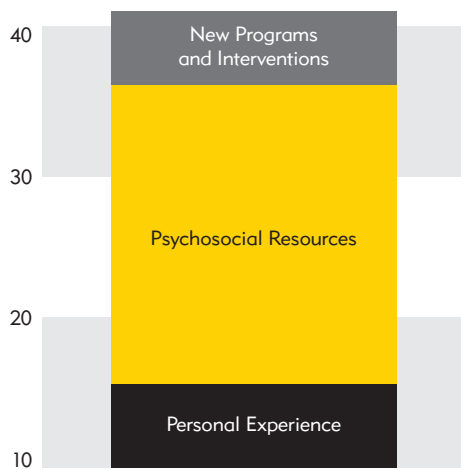 40
New Programs
and Interventions
30
Psychosocial Resources
20
Personal Experience
10